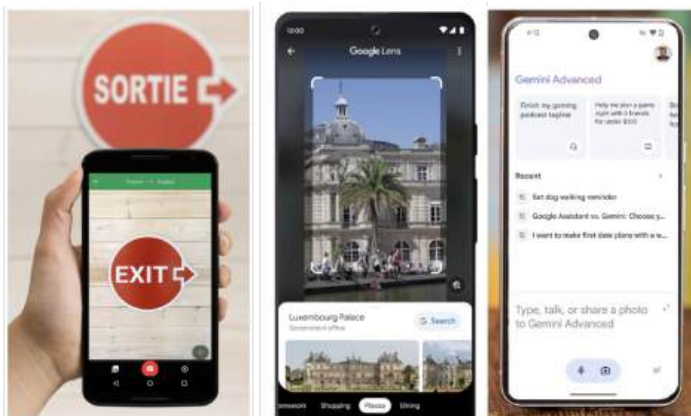 SORTIE
EXIT
Google Lens
Luxembourg Palace
Government office
Search
Shopping
Places
Dining
Gemini Advanced
Finish my gaming
podcast tagline
Help me plan a game
night with 5 friends
for under $100
Recent
Set dog walking
reminder
Google Assistant vs. Gemini: Choose y...
I want to make first date plans with a w...
Type, talk, or share a photo
to Gemini Advanced